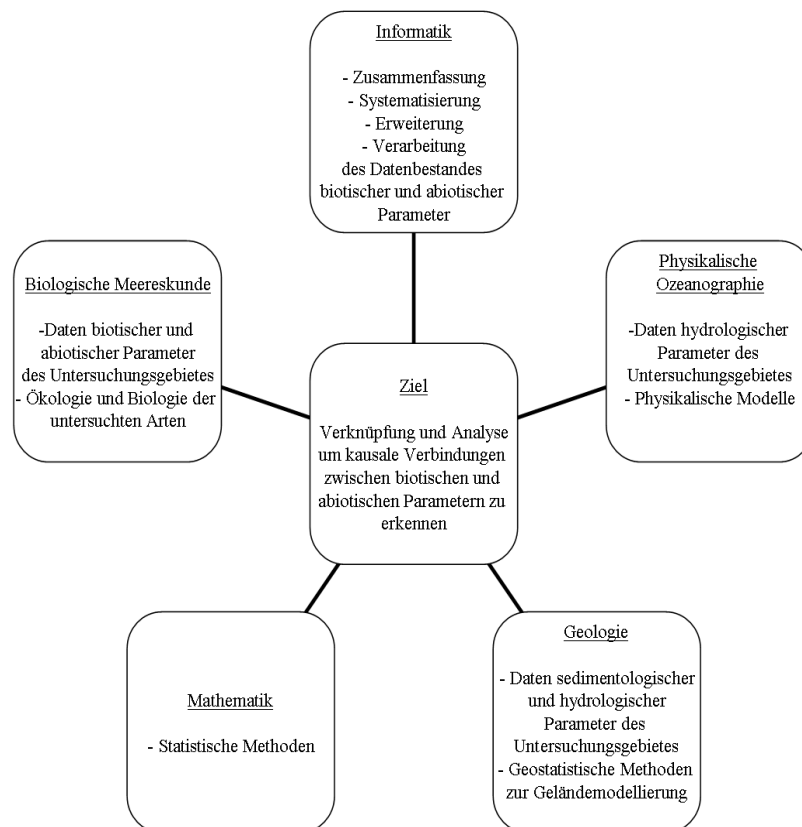 Informatik
- Zusammenfassung
- Systematisierung
- Erweiterung
- Verarbeitung
des Datenbestandes
biotischer und abiotischer
Parameter
Biologische Meereskunde
-Daten biotischer und
abiotischer Parameter
des Untersuchungsgebietes
- Ökologie und Biologie der
untersuchten Arten
Physikalische
Ozeanographie
-Daten hydrologischer
Parameter des
Untersuchungsgebietes
- Physikalische Modelle
Ziel
Verknüpfung und Analyse
um kausale Verbindungen
zwischen biotischen und
abiotischen Parametern zu
erkennen
Mathematik
- Statistische Methoden
Geologie
- Daten sedimentologischer
und hydrologischer
Parameter des
Untersuchungsgebietes
- Geostatistische Methoden
zur Geländemodellierung